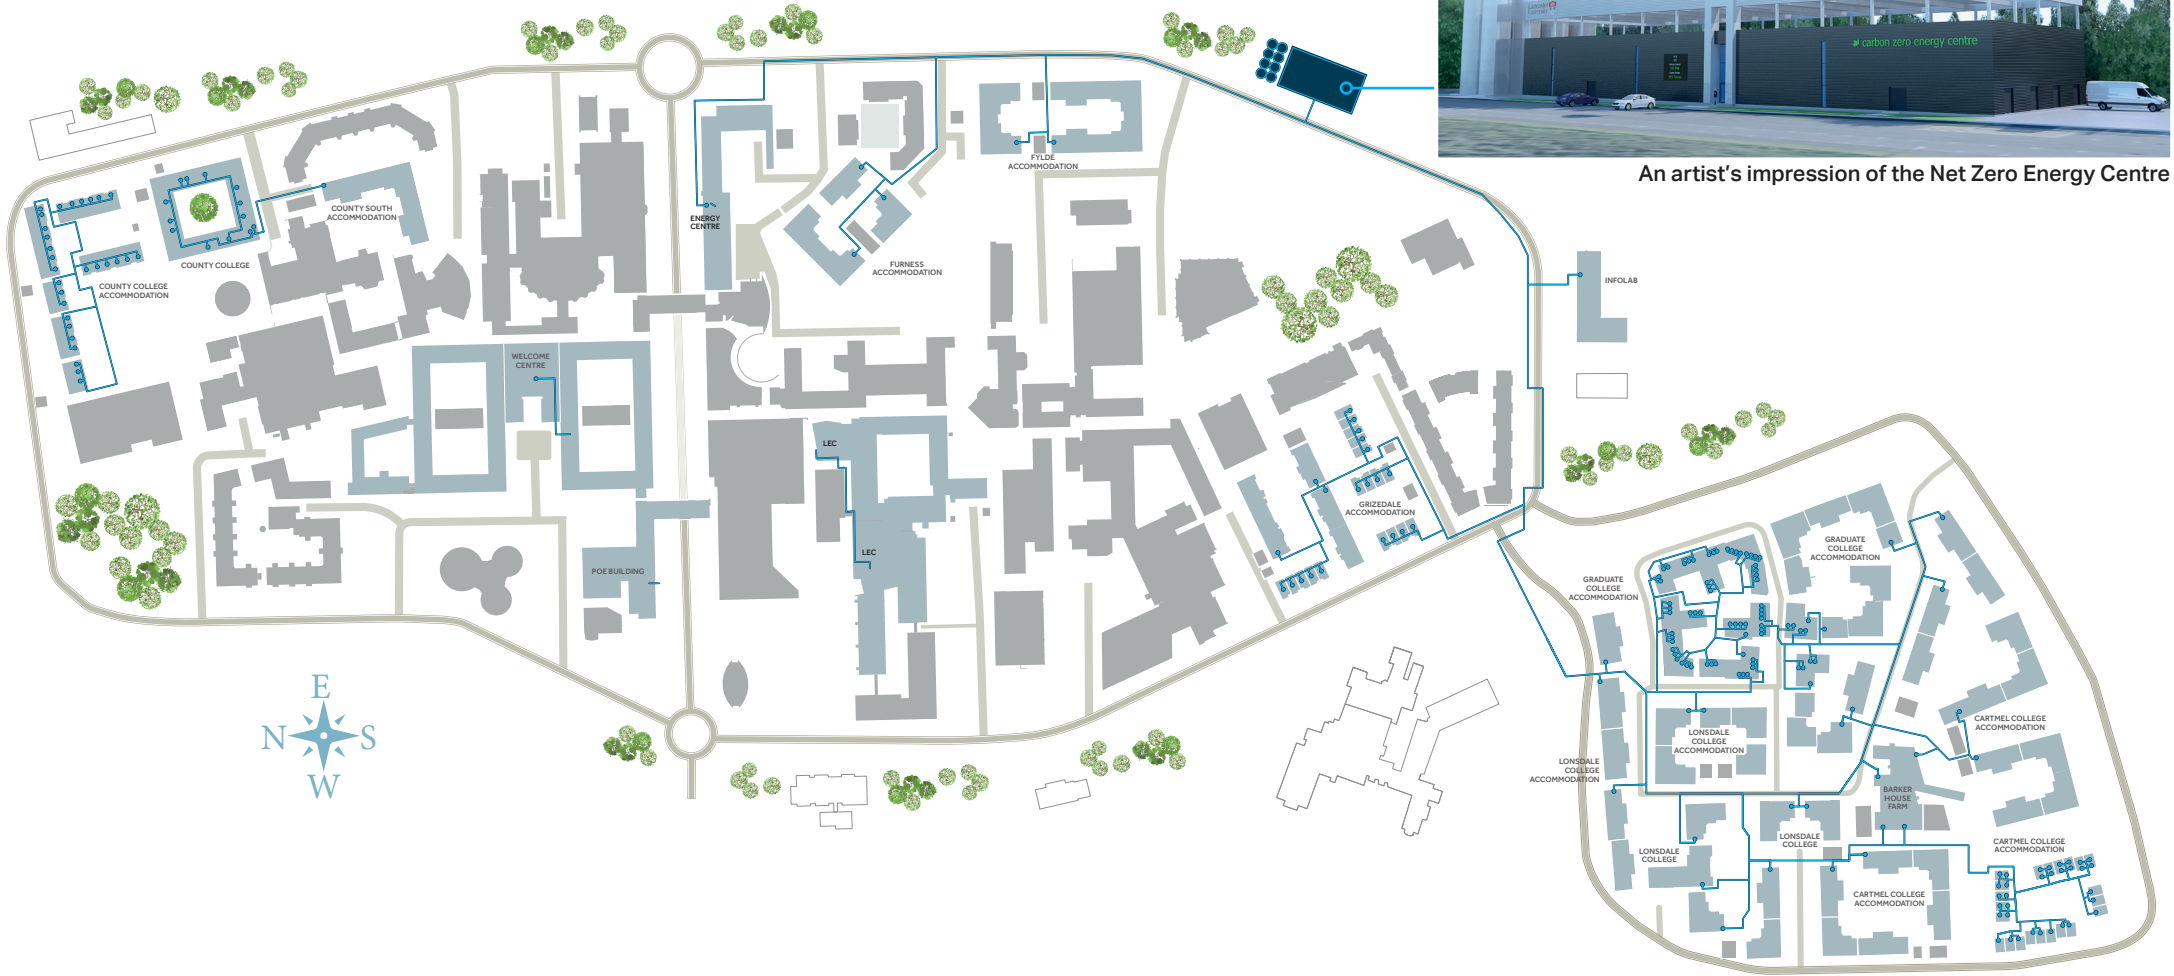 Lancaster
University
carbon zero energy centre
An artist's impression of the Net Zero Energy Centre
FYLDE
ACCOMMODATION
COUNTY SOUTH
ACCOMMODATION
ENERGY
CENTRE
COUNTY COLLEGE
FURNESS
ACCOMMODATION
INFOLAB
COUNTY COLLEGE
ACCOMMODATION
WELCOME
CENTRE
LEC
GRIZEDALE
ACCOMMODATION
LEC
POE BUILDING
GRADUATE
COLLEGE
ACCOMMODATION
GRADUATE
COLLEGE
ACCOMMODATION
E
N
S
W
CARTMEL COLLEGE
ACCOMMODATION
LONSDALE
COLLEGE
ACCOMMODATION
LONSDALE
COLLEGE
ACCOMMODATION
BARKER
HOUSE
FARM
LONSDALE
COLLEGE
CARTMEL COLLEGE
ACCOMMODATION
LONSDALE
COLLEGE
CARTMEL COLLEGE
ACCOMMODATION